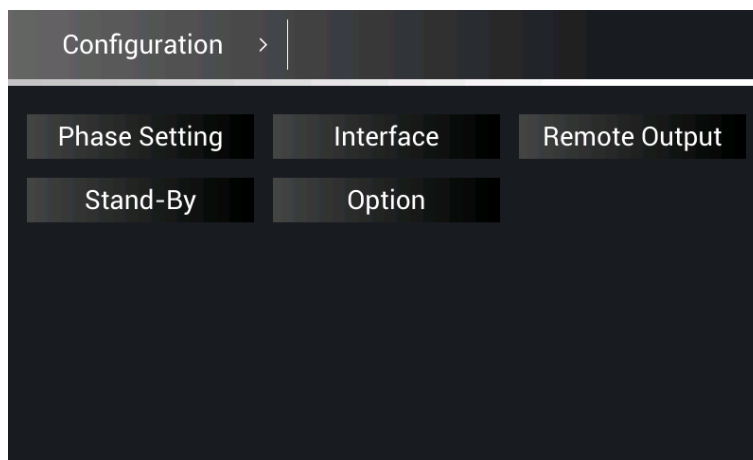 Configuration >
Phase Setting Interface Remote Output
Stand-By Option